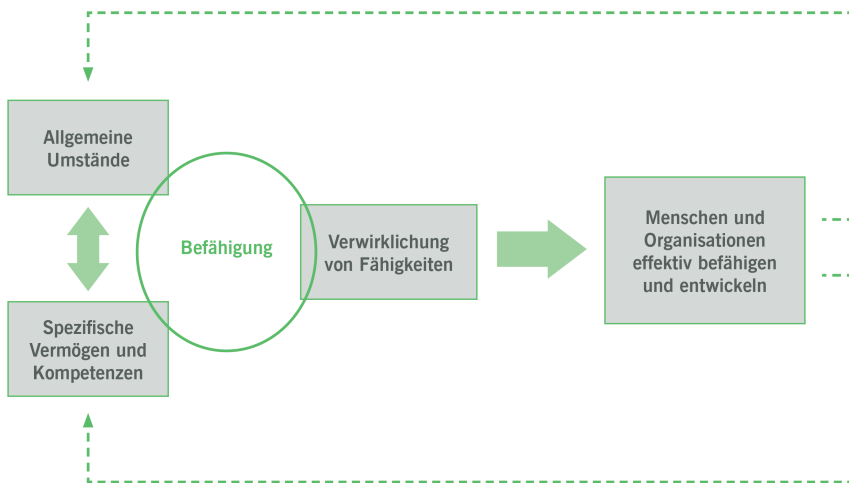 Allgemeine
Umstände
Befähigung
Verwirklichung
von Fähigkeiten
Menschen und
Organisationen
effektiv befähigen
und entwickeln
Spezifische
Vermögen und
Kompetenzen